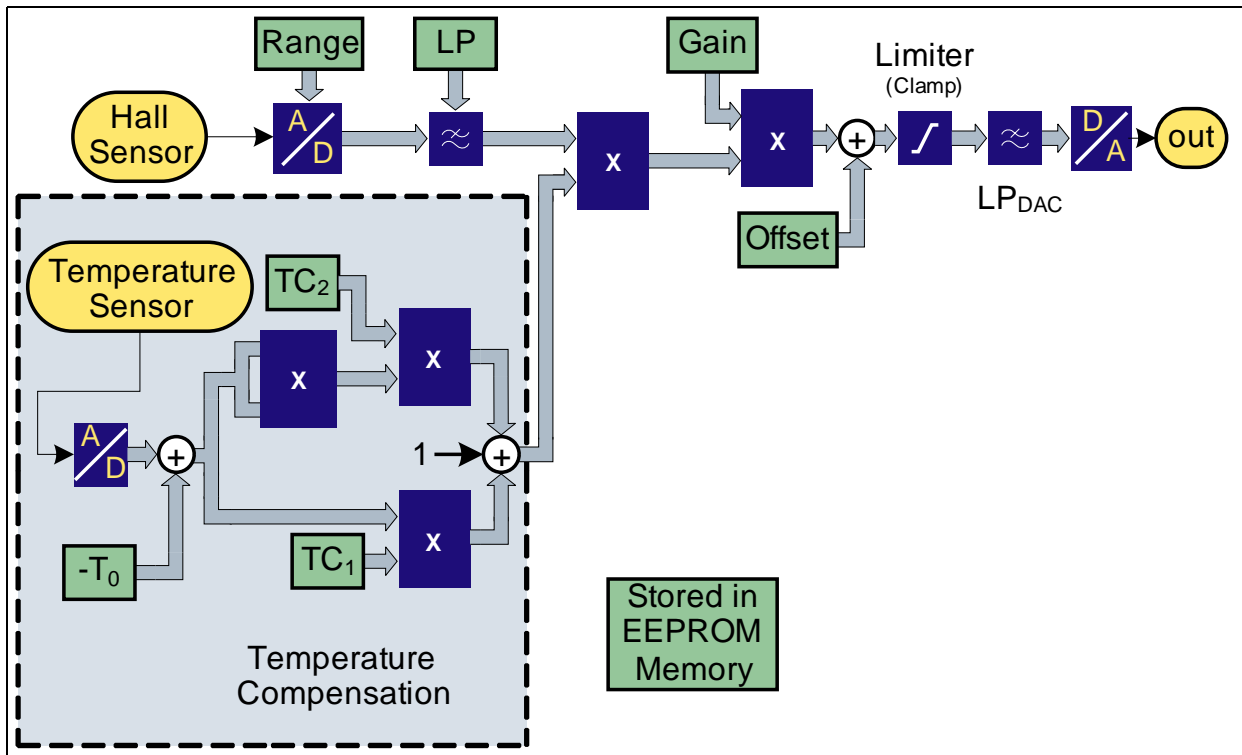 Range
LP
Gain
Limiter
(Clamp)
Hall
Sensor
A
D
x
x
D
A
out
LPDAC
Offset
Temperature
Sensor
TC2
x
x
A
D
1
-T0
TC1
x
Temperature
Compensation
Stored in
EEPROM
Memory